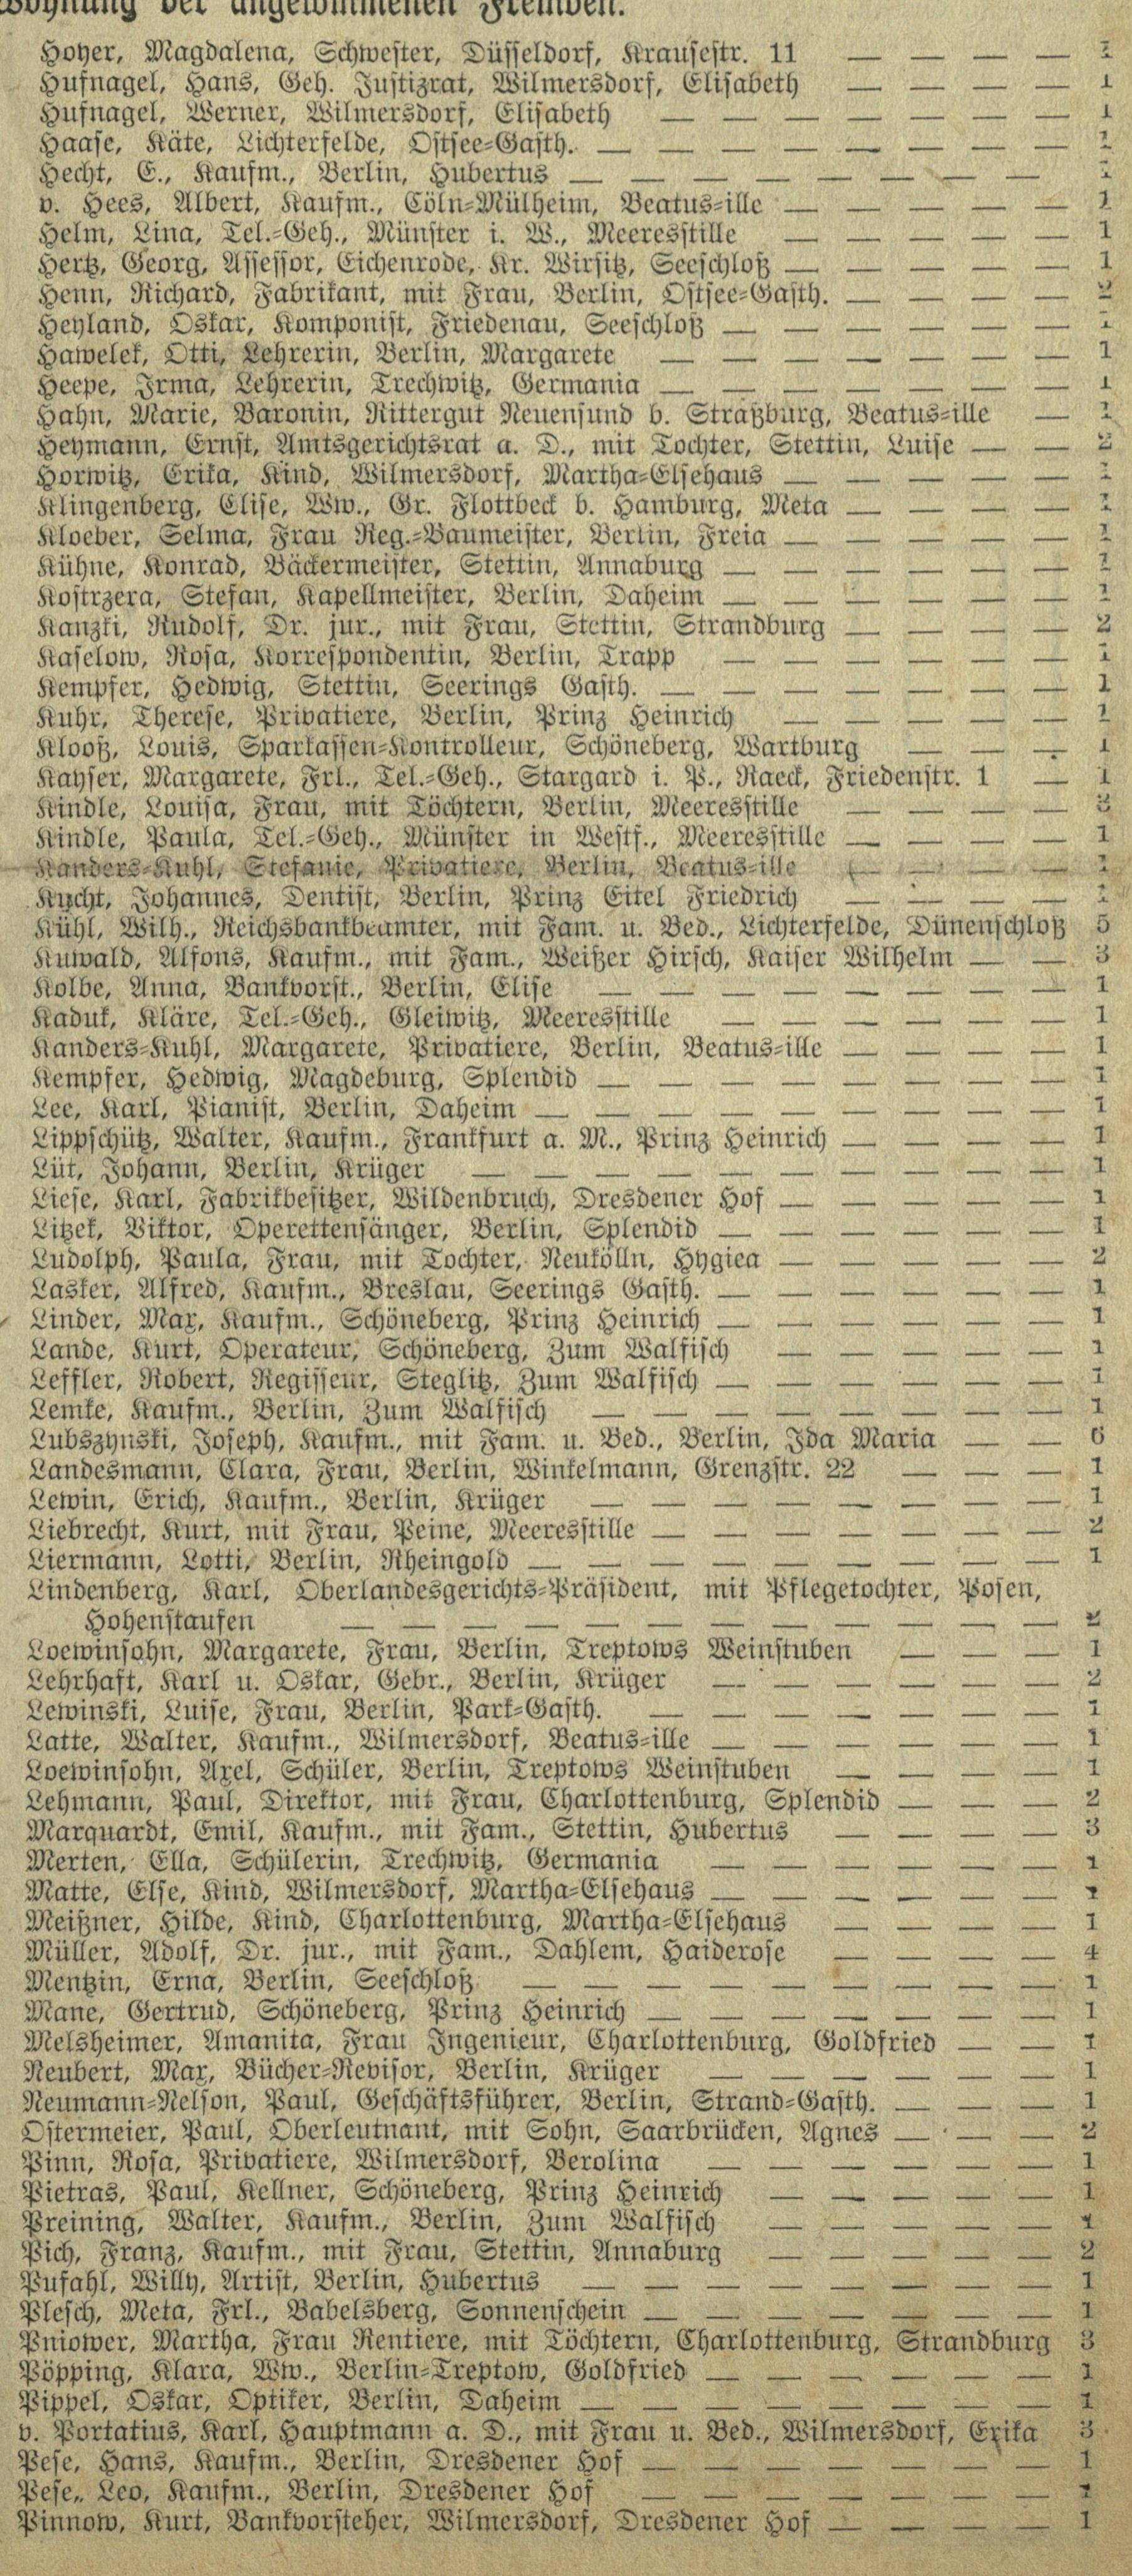 Wohnung der angekommenen Fremden.
Hoyer, Magdalena, Schwester, Düsseldorf, Krausestr. 11 — — — — 1
Hufnagel, Hans, Geh. Justizrat, Wilmersdorf, Elisabeth — — — — 1
Hufnagel, Werner, Wilmersdorf, Elisabeth — — — — — — — 1
Haase, Käte, Lichterfelde, Ostsee-Gasth. — — — — — — — — 1
Hecht, E., Kaufm., Berlin, Hubertus — — — — — — — — 1
v. Hees, Albert, Kaufm., Cöln-Mülheim, Beatus-ille — — — — — 1
Helm, Lina, Tel.-Geh., Münster i. W., Meeresstille — — — — — 1
Hertz, Georg, Assessor, Eichenrode, Kr. Wirsitz, Seeschloß — — — — — 1
Henn, Richard, Fabrikant, mit Frau, Berlin, Ostsee-Gasth. — — — — 2
Heyland, Oskar, Komponist, Friedenau, Seeschloß — — — — — — 1
Hawelek, Otti, Lehrerin, Berlin, Margarete — — — — — — — 1
Heepe, Irma, Lehrerin, Trechwitz, Germania — — — — — — — 1
Hahn, Marie, Baronin, Rittergut Neuensund b. Straßburg, Beatus-ille — 1
Heymann, Ernst, Amtsgerichtsrat a. D., mit Tochter, Stettin, Luise — — 2
Horwitz, Erika, Kind, Wilmersdorf, Martha-Elsehaus — — — — — 1
Klingenberg, Elise, Ww., Gr. Flottbeck b. Hamburg, Meta — — — — 1
Kloeber, Selma, Frau Reg.-Baumeister, Berlin, Freia — — — — — 1
Kühne, Konrad, Bäckermeister, Stettin, Annaburg — — — — — — 1
Kostrzera, Stefan, Kapellmeister, Berlin, Daheim — — — — — — 1
Kanzki, Rudolf, Dr. jur., mit Frau, Stettin, Strandburg — — — — 2
Kaselow, Rosa, Korrespondentin, Berlin, Trapp — — — — — — 1
Kempfer, Hedwig, Stettin, Seerings Gasth. — — — — — — — 1
Kuhr, Therese, Privatiere, Berlin, Prinz Heinrich — — — — — 1
Klooß, Louis, Sparkassen-Kontrolleur, Schöneberg, Wartburg — — — 1
Kayser, Margarete, Frl., Tel.-Geh., Stargard i. P., Raeck, Friedenstr. 1 — 1
Kindle, Louisa, Frau, mit Töchtern, Berlin, Meeresstille — — — — 3
Kindle, Paula, Tel.-Geh., Münster in Westf., Meeresstille — — — — 1
Kanders-Kuhl, Stefanie, Privatiere, Berlin, Beatus-ille — — — — 1
Kucht, Johannes, Dentist, Berlin, Prinz Eitel Friedrich — — — — 1
Kühl, Wilh., Reichsbankbeamter, mit Fam. u. Bed., Lichterfelde, Dünenschloß 5
Kuwald, Alfons, Kaufm., mit Fam., Weißer Hirsch, Kaiser Wilhelm — — 3
Kolbe, Anna, Bankvorst., Berlin, Elise — — — — — — — — 1
Kaduk, Kläre, Tel.-Geh., Gleiwitz, Meeresstille — — — — — — 1
Kanders-Kuhl, Margarete, Privatiere, Berlin, Beatus-ille — — — — 1
Kempfer, Hedwig, Magdeburg, Splendid — — — — — — — — 1
Lee, Karl, Pianist, Berlin, Daheim — — — — — — — — — 1
Lippschütz, Walter, Kaufm., Frankfurt a. M., Prinz Heinrich — — — — 1
Lüt, Johann, Berlin, Krüger — — — — — — — — — — 1
Liese, Karl, Fabrikbesitzer, Wildenbruch, Dresdener Hof — — — — — 1
Litzek, Viktor, Operettensänger, Berlin, Splendid — — — — — — 1
Ludolph, Paula, Frau, mit Tochter, Neukölln, Hygiea — — — — — 2
Lasker, Alfred, Kaufm., Breslau, Seerings Gasth. — — — — — — 1
Linder, Max, Kaufm., Schöneberg, Prinz Heinrich — — — — — — 1
Lande, Kurt, Operateur, Schöneberg, Zum Walfisch — — — — — 1
Leffler, Robert, Regisseur, Steglitz, Zum Walfisch — — — — — — 1
Lemke, Kaufm., Berlin, Zum Walfisch — — — — — — — — 1
Lubszynski, Joseph, Kaufm., mit Fam. u. Bed., Berlin, Ida Maria — — 6
Landesmann, Clara, Frau, Berlin, Winkelmann, Grenzstr. 22 — — — 1
Lewin, Erich, Kaufm., Berlin, Krüger — — — — — — — — 1
Liebrecht, Kurt, mit Frau, Peine, Meeresstille — — — — — — — 2
Liermann, Lotti, Berlin, Rheingold — — — — — — — — — 1
Lindenberg, Karl, Oberlandesgerichts-Präsident, mit Pflegetochter, Posen,
Hohenstaufen — — — — — — — — — — — — 2
Loewinsohn, Margarete, Frau, Berlin, Treptows Weinstuben — — — 1
Lehrhaft, Karl u. Oskar, Gebr., Berlin, Krüger — — — — — — 2
Lewinski, Luise, Frau, Berlin, Park-Gasth. — — — — — — — 1
Latte, Walter, Kaufm., Wilmersdorf, Beatus-ille — — — — — — 1
Loewinsohn, Axel, Schüler, Berlin, Treptows Weinstuben — — — — 1
Lehmann, Paul, Direktor, mit Frau, Charlottenburg, Splendid — — — 2
Marquardt, Emil, Kaufm., mit Fam., Stettin, Hubertus — — — — 3
Merten, Ella, Schülerin, Trechwitz, Germania — — — — — — 1
Matte, Else, Kind, Wilmersdorf, Martha-Elsehaus — — — — — — 1
Meißner, Hilde, Kind, Charlottenburg, Martha-Elsehaus — — — — 1
Müller, Adolf, Dr. jur., mit Fam., Dahlem, Haiderose — — — — 4
Mentzin, Erna, Berlin, Seeschloß — — — — — — — — — 1
Mane, Gertrud, Schöneberg, Prinz Heinrich — — — — — — — 1
Melsheimer, Amanita, Frau Ingenieur, Charlottenburg, Goldfried — — 1
Neubert, Max, Bücher-Revisor, Berlin, Krüger — — — — — — 1
Neumann-Nelson, Paul, Geschäftsführer, Berlin, Strand-Gasth. — — — 1
Ostermeier, Paul, Oberleutnant, mit Sohn, Saarbrücken, Agnes — — — 2
Pinn, Rosa, Privatiere, Wilmersdorf, Berolina — — — — — — 1
Pietras, Paul, Kellner, Schöneberg, Prinz Heinrich — — — — — 1
Preining, Walter, Kaufm., Berlin, Zum Walfisch — — — — — 1
Pich, Franz, Kaufm., mit Frau, Stettin, Annaburg — — — — — 2
Pufahl, Willy, Artist, Berlin, Hubertus — — — — — — — — 1
Plesch, Meta, Frl., Babelsberg, Sonnenschein — — — — — — — 1
Pniower, Martha, Frau Rentiere, mit Töchtern, Charlottenburg, Strandburg 3
Pöpping, Klara, Ww., Berlin-Treptow, Goldfried — — — — — — 1
Pippel, Oskar, Optiker, Berlin, Daheim — — — — — — — — 1
v. Portatius, Karl, Hauptmann a. D., mit Frau u. Bed., Wilmersdorf, Erika 3
Pese, Hans, Kaufm., Berlin, Dresdener Hof — — — — — — — 1
Pese, Leo, Kaufm., Berlin, Dresdener Hof — — — — — — — 1
Pinnow, Kurt, Bankvorsteher, Wilmersdorf, Dresdener Hof — — — — 1